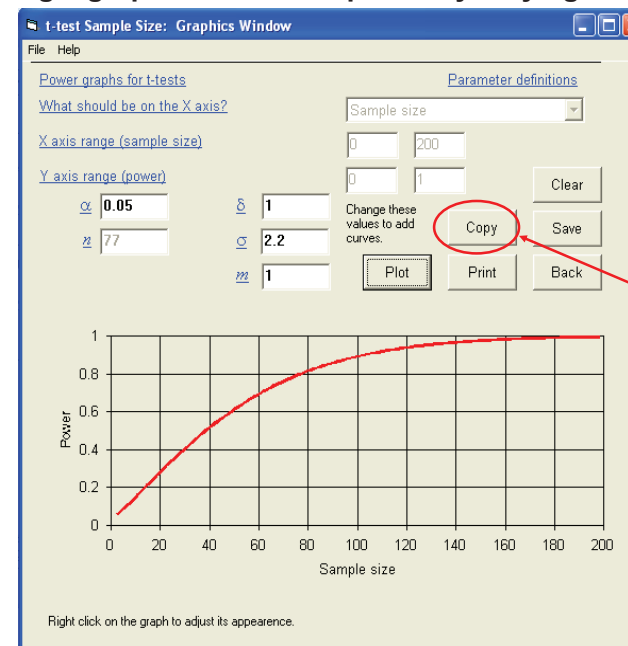 t-test Sample Size: Graphics Window
File Help
Power graphs for t-tests
Parameter definitions
What should be on the X axis?
Sample size
X axis range (sample size)
0 200
Y axis range (power)
0 1
Clear
α 0.05
δ 1
Change these
values to add
curves.
Copy
Save
n 77
σ 2.2
m 1
Plot
Print
Back
1
0.8
0.6
0.4
0.2
0
Power
0 20 40 60 80 100 120 140 160 180 200
Sample size
Right click on the graph to adjust its appearence.